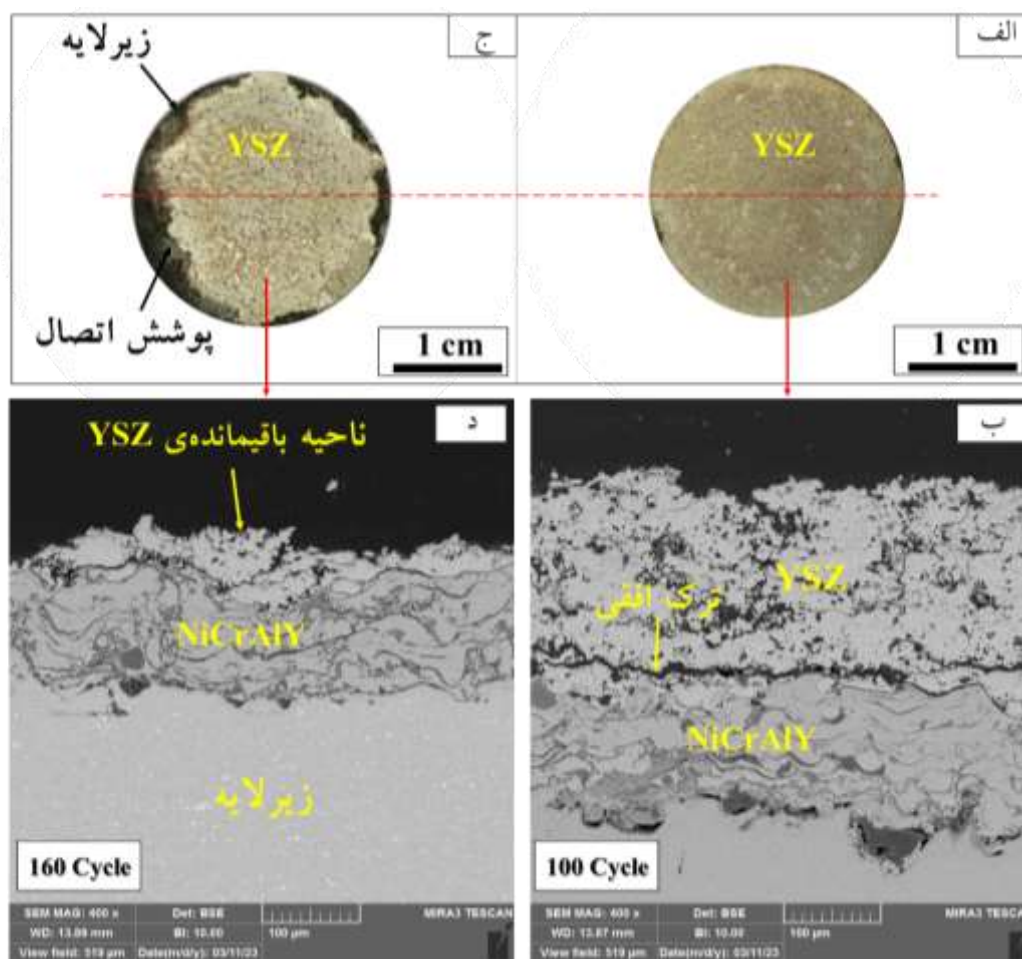 الف
YSZ
1 cm
ج
زیرلایه
YSZ
پوشش اتصال
1 cm
ب
YSZ
ترک افقی
NiCrAlY
100 Cycle
SEM MAG: 400 x
Det: BSE
MIRA3 TESCAN
WD: 13.87 mm
BI: 10.00
100 µm
View field: 519 µm
Date(m/d/y): 03/11/23
د
ناحیه باقیمانده‌ی YSZ
NiCrAlY
زیرلایه
160 Cycle
SEM MAG: 400 x
Det: BSE
MIRA3 TESCAN
WD: 13.89 mm
BI: 10.00
100 µm
View field: 519 µm
Date(m/d/y): 03/11/23